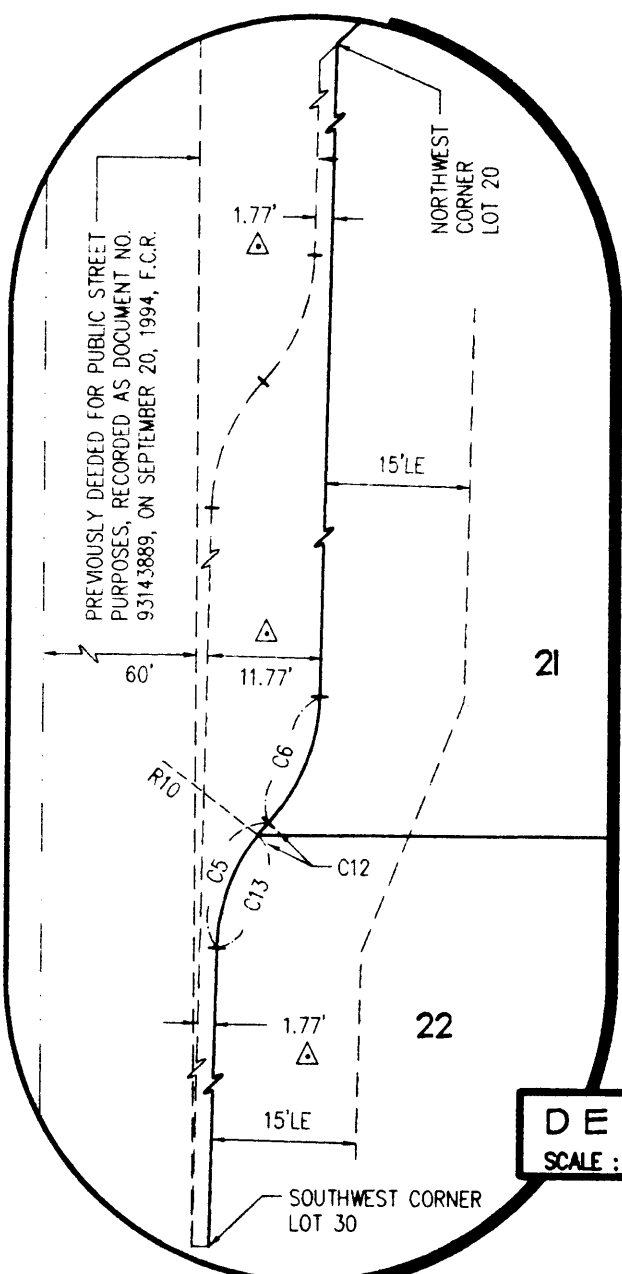 NORTHWEST
CORNER
LOT 20
PREVIOUSLY DEEDED FOR PUBLIC STREET
PURPOSES, RECORDED AS DOCUMENT NO.
93143889, ON SEPTEMBER 20, 1994, F.C.R.
1.77'
15'LE
60'
11.77'
21
C6
R10
C5
C12
C13
1.77'
22
15'LE
DE
SCALE :
SOUTHWEST CORNER
LOT 30